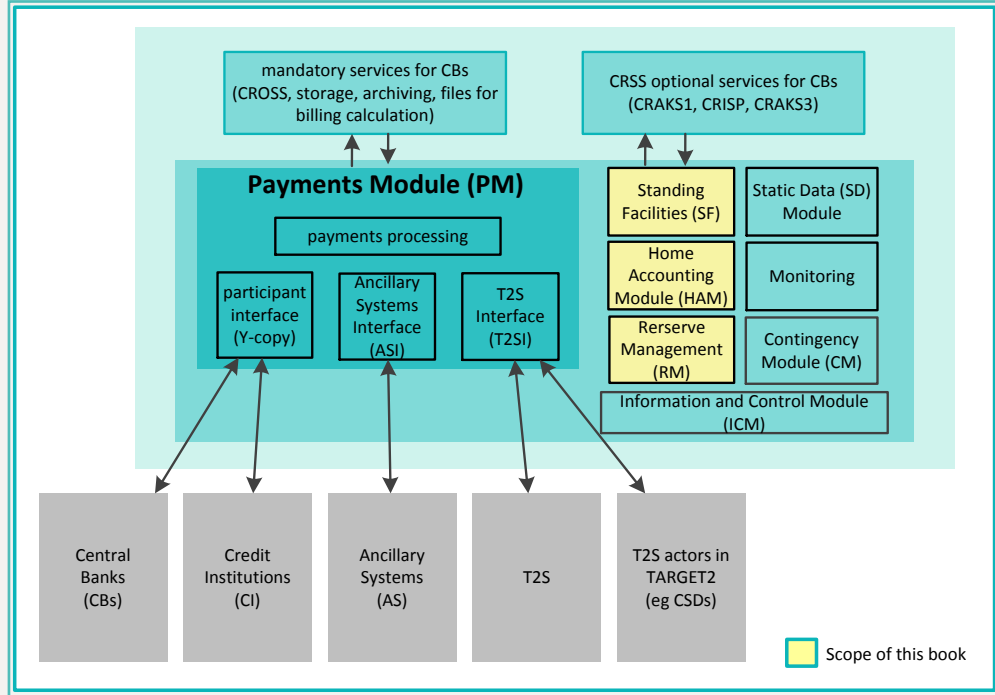 mandatory services for CBs
(CROSS, storage, archiving, files for
billing calculation)
CRSS optional services for CBs
(CRAKS1, CRISP, CRAKS3)
Payments Module (PM)
payments processing
participant
interface
(Y-copy)
Ancillary
Systems
Interface
(ASI)
T2S
Interface
(T2SI)
Standing
Facilities (SF)
Static Data (SD)
Module
Home
Accounting
Module (HAM)
Monitoring
Rerserve
Management
(RM)
Contingency
Module (CM)
Information and Control Module
(ICM)
Central
Banks
(CBs)
Credit
Institutions
(CI)
Ancillary
Systems
(AS)
T2S
T2S actors in
TARGET2
(eg CSDs)
Scope of this book